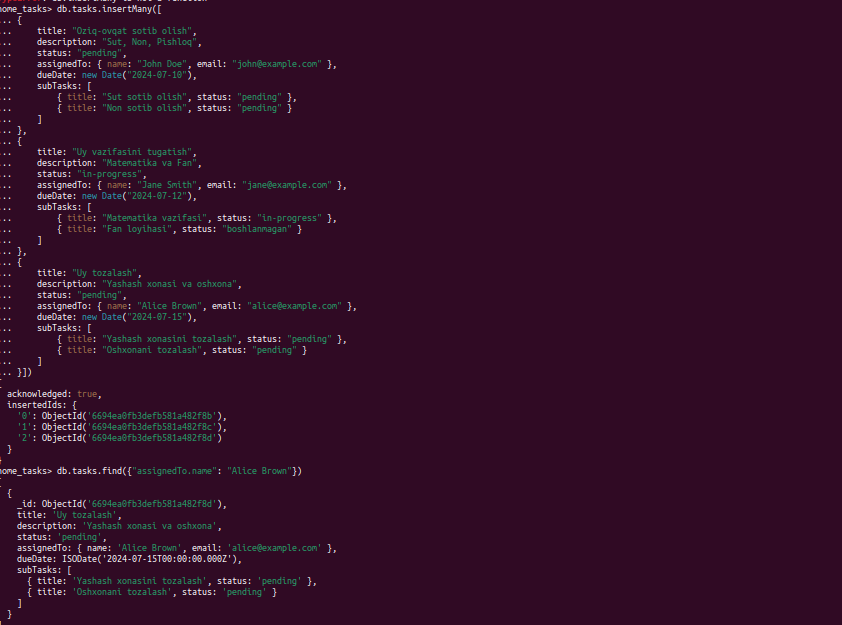 home_tasks> db.tasks.insertMany([
... {
...     title: "Oziq-ovqat sotib olish",
...     description: "Sut, Non, Pishloq",
...     status: "pending",
...     assignedTo: { name: "John Doe", email: "john@example.com" },
...     dueDate: new Date("2024-07-10"),
...     subTasks: [
...         { title: "Sut sotib olish", status: "pending" },
...         { title: "Non sotib olish", status: "pending" }
...     ]
... },
... {
...     title: "Uy vazifasini tugatish",
...     description: "Matematika va Fan",
...     status: "in-progress",
...     assignedTo: { name: "Jane Smith", email: "jane@example.com" },
...     dueDate: new Date("2024-07-12"),
...     subTasks: [
...         { title: "Matematika vazifasi", status: "in-progress" },
...         { title: "Fan loyihasi", status: "boshlanmagan" }
...     ]
... },
... {
...     title: "Uy tozalash",
...     description: "Yashash xonasi va oshxona",
...     status: "pending",
...     assignedTo: { name: "Alice Brown", email: "alice@example.com" },
...     dueDate: new Date("2024-07-15"),
...     subTasks: [
...         { title: "Yashash xonasini tozalash", status: "pending" },
...         { title: "Oshxonani tozalash", status: "pending" }
...     ]
... }])
{
  acknowledged: true,
  insertedIds: {
    '0': ObjectId('6694ea0fb3defb581a482f8b'),
    '1': ObjectId('6694ea0fb3defb581a482f8c'),
    '2': ObjectId('6694ea0fb3defb581a482f8d')
  }
}
home_tasks> db.tasks.find({"assignedTo.name": "Alice Brown"})
[
  {
    _id: ObjectId('6694ea0fb3defb581a482f8d'),
    title: 'Uy tozalash',
    description: 'Yashash xonasi va oshxona',
    status: 'pending',
    assignedTo: { name: 'Alice Brown', email: 'alice@example.com' },
    dueDate: ISODate('2024-07-15T00:00:00.000Z'),
    subTasks: [
      { title: 'Yashash xonasini tozalash', status: 'pending' },
      { title: 'Oshxonani tozalash', status: 'pending' }
    ]
  }